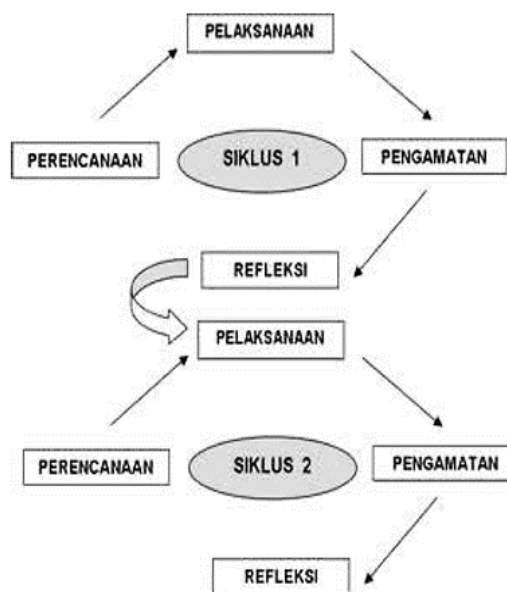 PELAKSANAAN
PERENCANAAN
SIKLUS 1
PENGAMATAN
REFLEKSI
PELAKSANAAN
PERENCANAAN
SIKLUS 2
PENGAMATAN
REFLEKSI